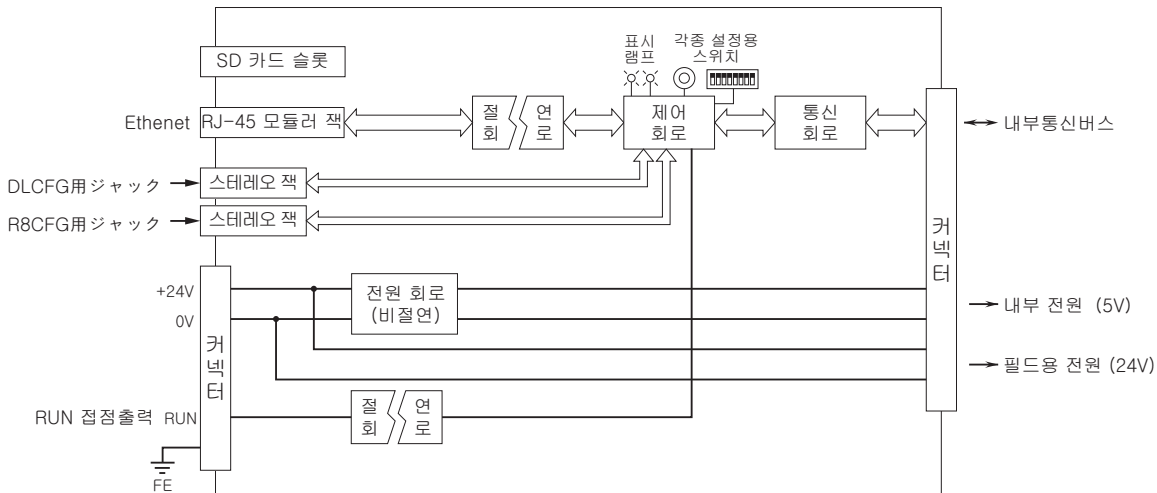 표시
램프
각종 설정용
스위치
SD 카드 슬롯
Ethenet
RJ-45 모듈러 잭
절 연
회 로
제어
회로
통신
회로
내부통신버스
DLCFG用ジャック
스테레오 잭
R8CFG用ジャック
스테레오 잭
커넥터
+24V
0V
전원 회로
(비절연)
내부 전원 (5V)
커넥터
필드용 전원 (24V)
RUN 접점출력 RUN
절 연
회 로
FE